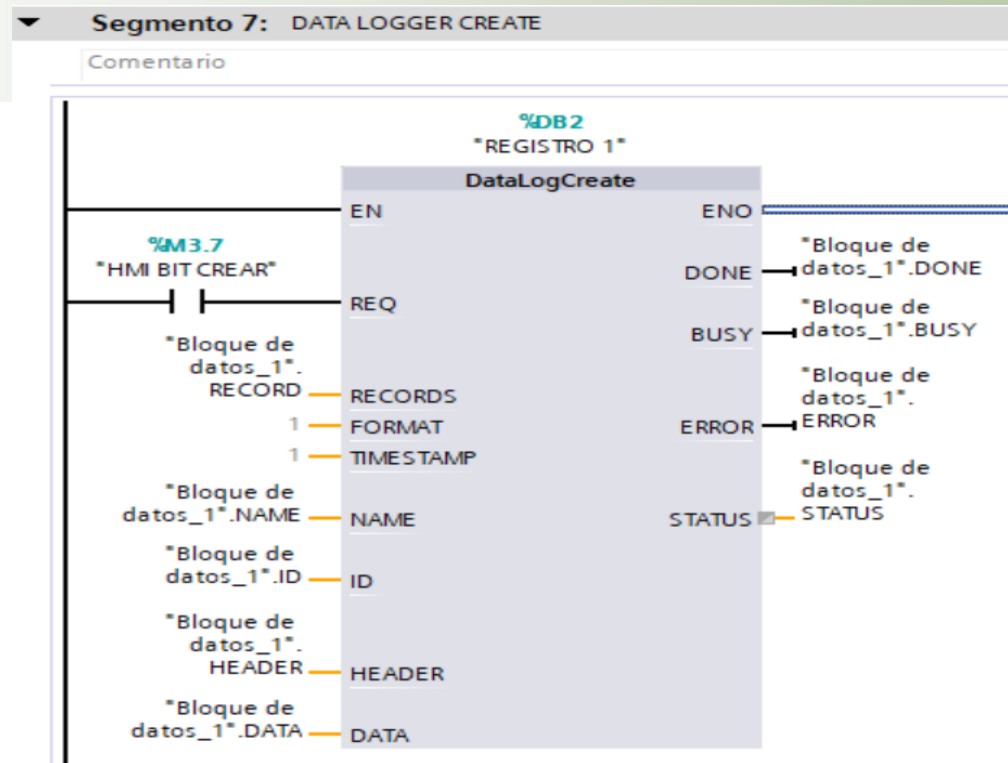 Segmento 7: DATA LOGGER CREATE
Comentario
%DB2
"REGISTRO 1"
DataLogCreate
EN
ENO
%M3.7
"HMI BIT CREAR"
REQ
"Bloque de
datos_1".DONE
DONE
"Bloque de
datos_1".BUSY
BUSY
"Bloque de
datos_1".
RECORD
RECORDS
"Bloque de
datos_1".
ERROR
ERROR
1
FORMAT
1
TIMESTAMP
"Bloque de
datos_1".NAME
NAME
"Bloque de
datos_1".
STATUS
STATUS
"Bloque de
datos_1".ID
ID
"Bloque de
datos_1".
HEADER
HEADER
"Bloque de
datos_1".DATA
DATA